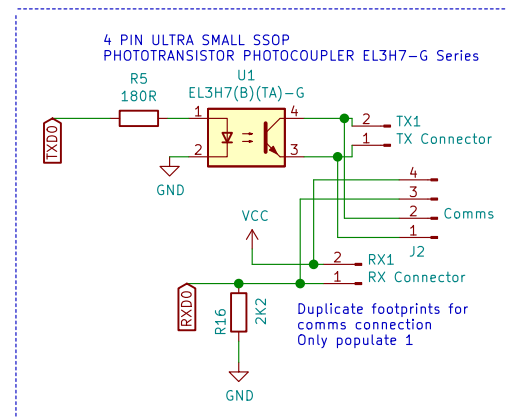 4 PIN ULTRA SMALL SSOP
PHOTOTRANSISTOR PHOTOCOUPLER EL3H7-G Series
U1
EL3H7(B)(TA)-G
R5
180R
1
4
2
3
TXD0
GND
2
TX1
1
TX Connector
4
3
2
Comms
1
J2
VCC
2
RX1
1
RX Connector
RXD0
R16
2K2
GND
Duplicate footprints for
comms connection
Only populate 1